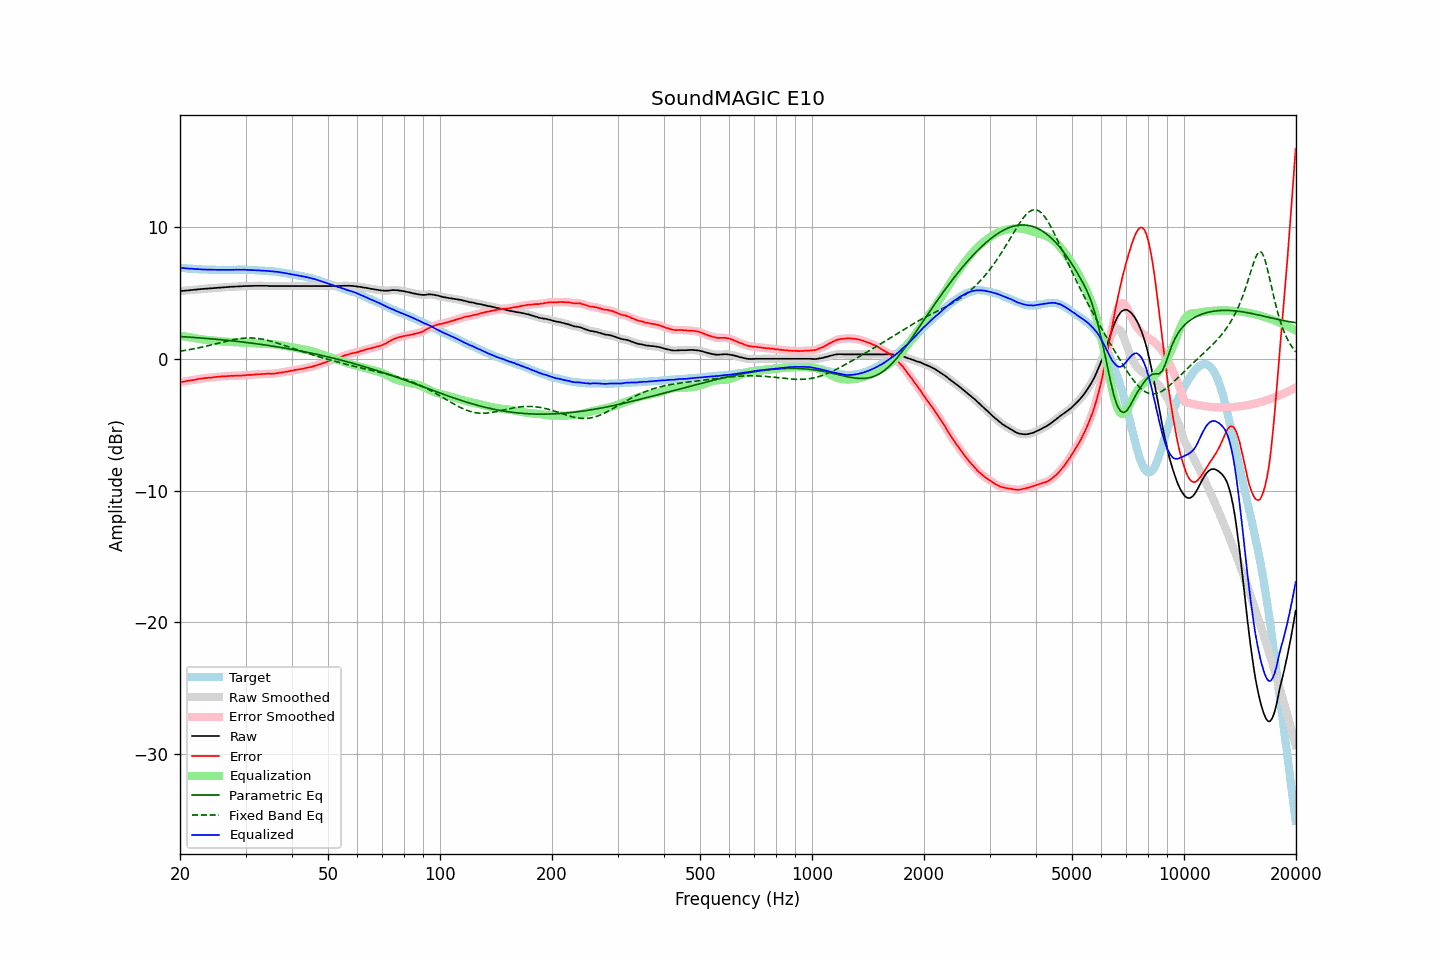 SoundMAGIC E10
Amplitude (dBr)
10
0
−10
−20
−30
Target
Raw Smoothed
Error Smoothed
Raw
Error
Equalization
Parametric Eq
Fixed Band Eq
Equalized
20 50 100 200 500 1000 2000 5000 10000 20000
Frequency (Hz)